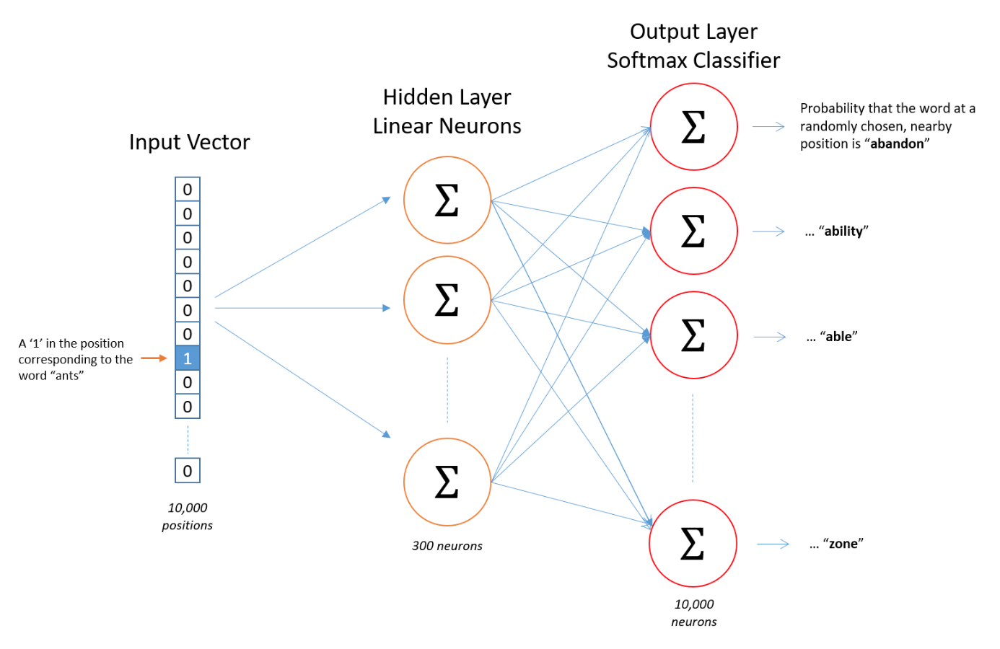 Output Layer
Softmax Classifier
Hidden Layer
Linear Neurons
Input Vector
0
0
0
0
0
0
0
1
0
0
0
A ‘1’ in the position
corresponding to the
word “ants”
10,000
positions
Σ
Σ
Σ
300 neurons
Σ
Σ
Σ
Σ
10,000
neurons
Probability that the word at a
randomly chosen, nearby
position is “abandon”
... “ability”
... “able”
... “zone”